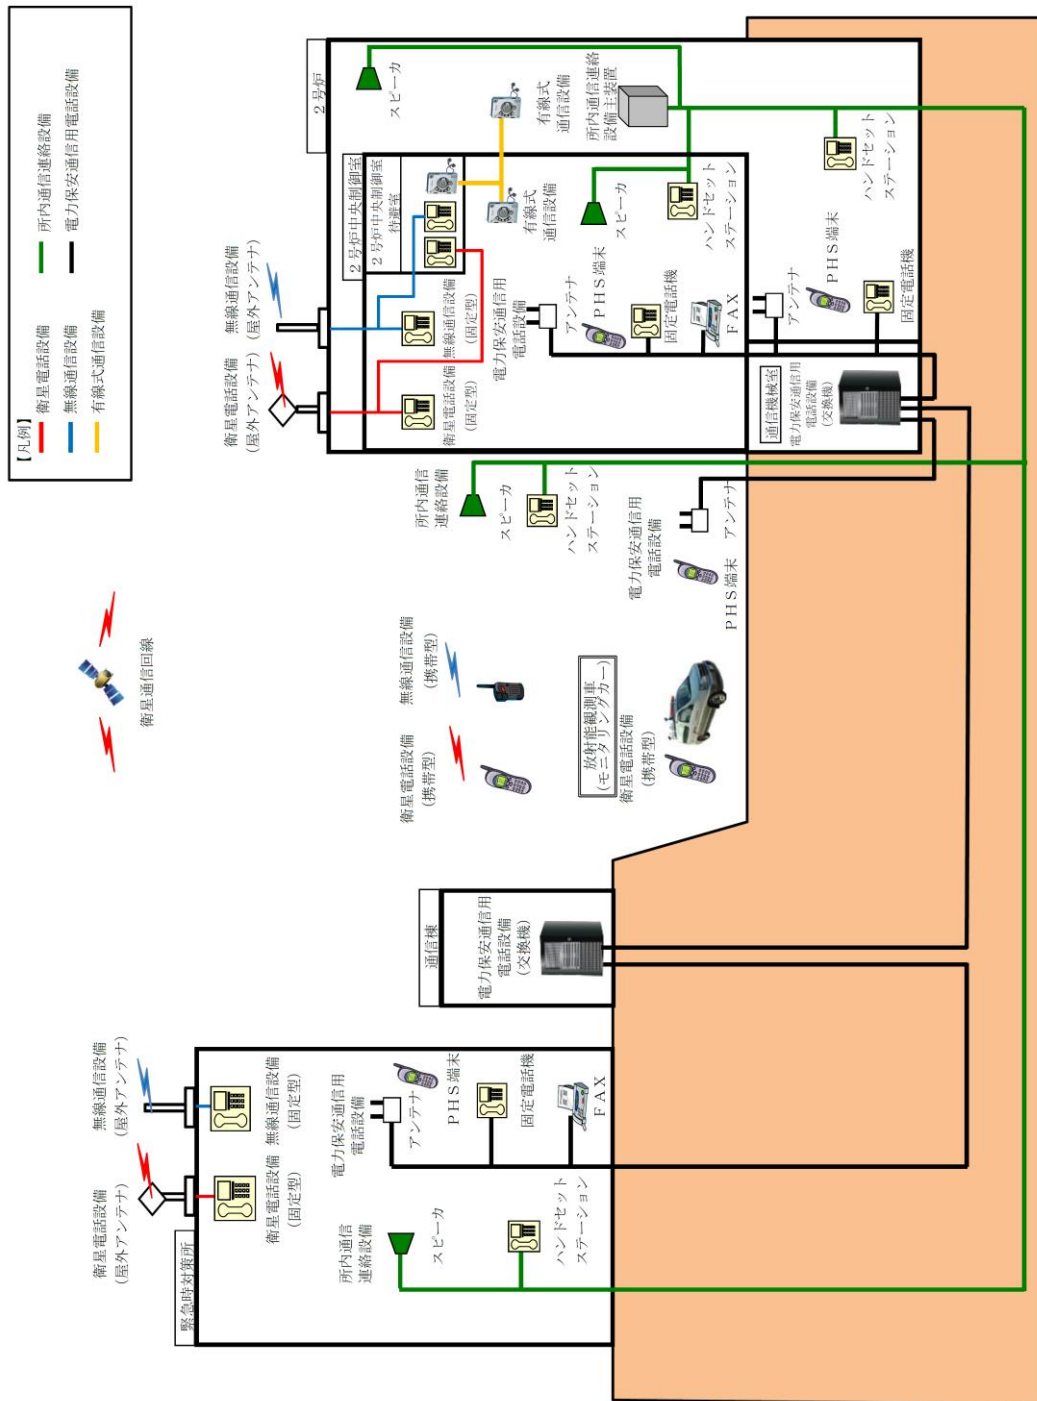 【凡例】
衛星電話設備
無線通信設備
有線式通信設備
所内通信連絡設備
電力保安通信用電話設備
衛星電話設備
(屋外アンテナ)
無線通信設備
(屋外アンテナ)
緊急時対策所
衛星電話設備
(固定型)
無線通信設備
(固定型)
所内通信
連絡設備
スピーカ
ハンドセット
ステーション
電力保安通信用
電話設備
アンテナ
PHS端末
固定電話機
FAX
通信棟
電力保安通信用
電話設備
(交換機)
衛星通信回線
衛星電話設備
(携帯型)
無線通信設備
(携帯型)
放射能観測車
(モニタリングカー)
衛星電話設備
(携帯型)
所内通信
連絡設備
スピーカ
ハンドセット
ステーション
電力保安通信用
電話設備
アンテナ
PHS端末
衛星電話設備
(屋外アンテナ)
無線通信設備
(屋外アンテナ)
2号炉
2号炉中央制御室
2号炉中央制御室
待避室
衛星電話設備
(固定型)
無線通信設備
(固定型)
電力保安通信用
電話設備
アンテナ
PHS端末
固定電話機
FAX
有線式
通信設備
スピーカ
ハンドセット
ステーション
スピーカ
有線式
通信設備
所内通信連絡
設備主装置
通信機械室
電力保安通信用
電話設備
(交換機)
アンテナ
PHS端末
固定電話機
ハンドセット
ステーション